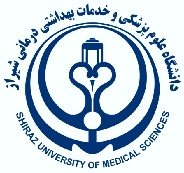 دانشگاه علوم پزشکی و خدمات بهداشتی درمانی شیراز
SHIRAZ UNIVERSITY OF MEDICAL SCIENCES